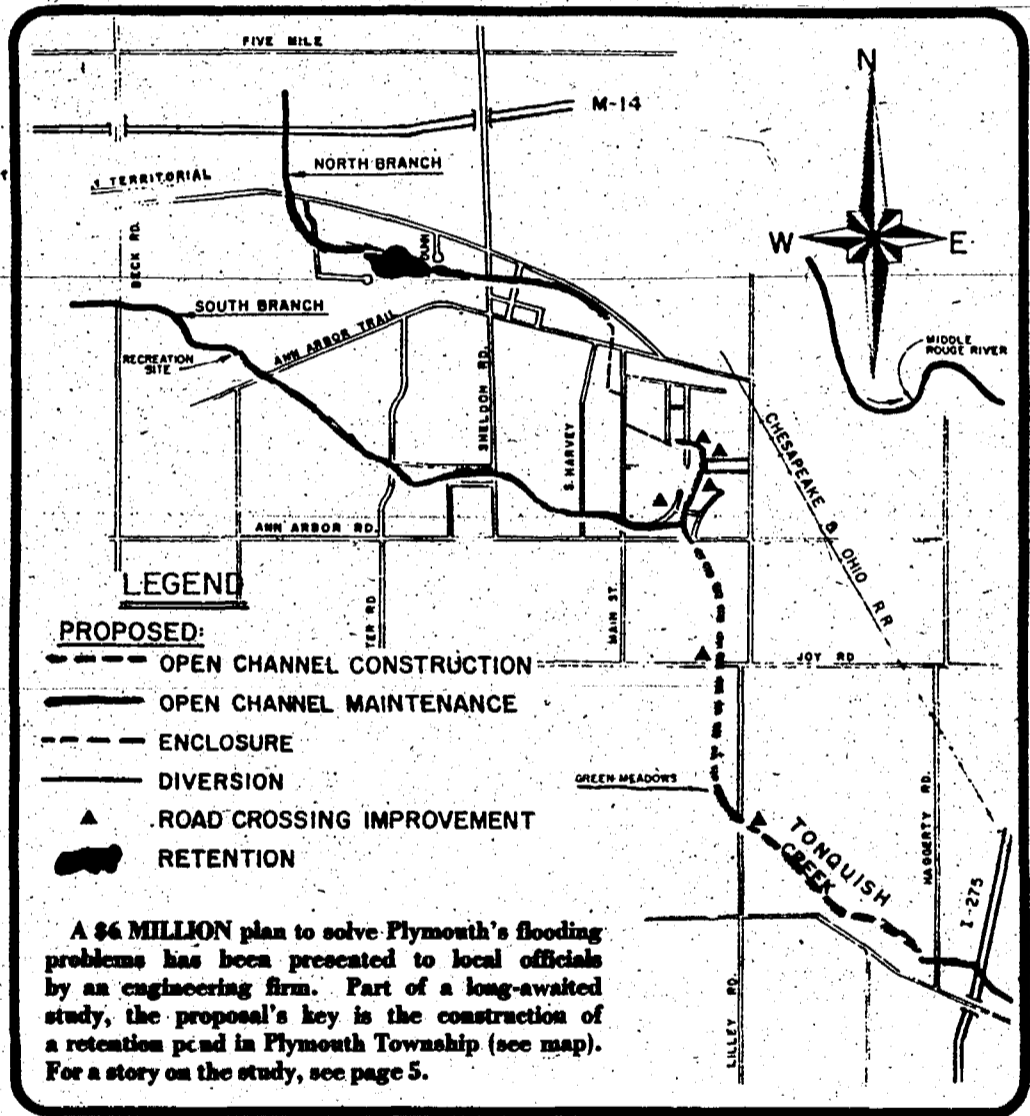 FIVE MILE
M-14
N
NORTH BRANCH
TERRITORIAL
BECK RD.
DUNN
W
E
SOUTH BRANCH
ANN ARBOR TRAIL
RECREATION
SITE
MIDDLE
ROUGE RIVER
SHELDON RD.
S. HARVEY
CHESAPEAKE & OHIO R R
ANN ARBOR RD.
LEGEND
TER RD
MAIN ST.
PROPOSED:
OPEN CHANNEL CONSTRUCTION
JOY RD
OPEN CHANNEL MAINTENANCE
ENCLOSURE
DIVERSION
GREEN MEADOWS
ROAD CROSSING IMPROVEMENT
RETENTION
TONQUISH
CREEK
HAGGERTY RD.
I-275
LILLEY RD.
A $6 MILLION plan to solve Plymouth's flooding
problems has been presented to local officials
by an engineering firm. Part of a long-awaited
study, the proposal's key is the construction of
a retention pond in Plymouth Township (see map).
For a story on the study, see page 5.